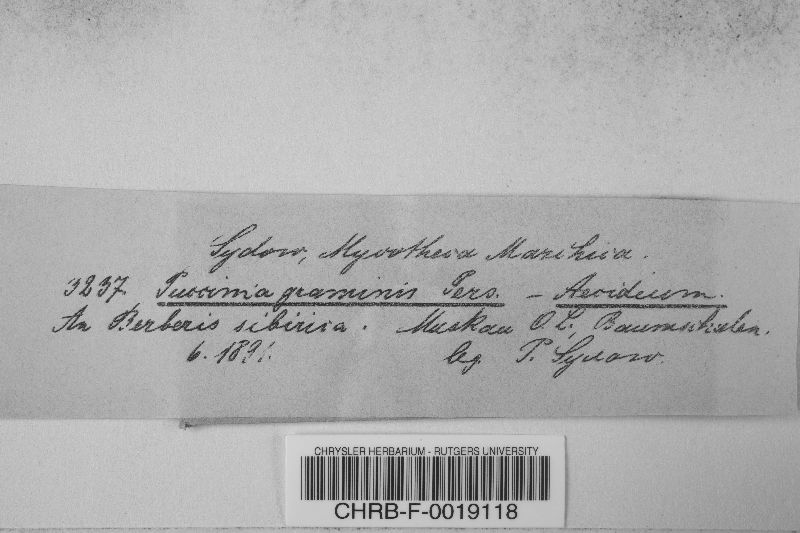 Sydow, Mycotheca Marchica.
3237. Puccinia graminis Pers. – Aecidium.
An Berberis sibirica. Muskau O L., Baumschulen.
6. 1891. leg. P. Sydow.
CHRYSLER HERBARIUM - RUTGERS UNIVERSITY
CHRB-F-0019118